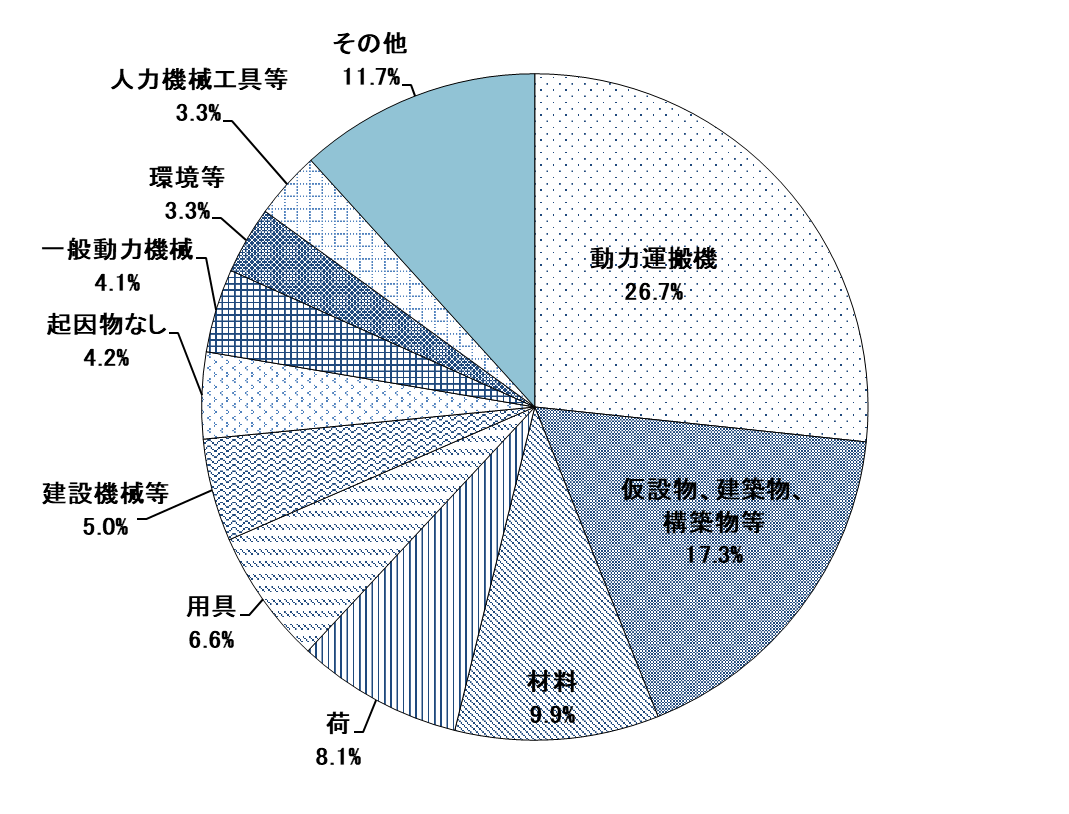 その他
11.7%
人力機械工具等
3.3%
環境等
3.3%
一般動力機械
4.1%
起因物なし
4.2%
建設機械等
5.0%
用具
6.6%
荷
8.1%
材料
9.9%
仮設物、建築物、
構築物等
17.3%
動力運搬機
26.7%